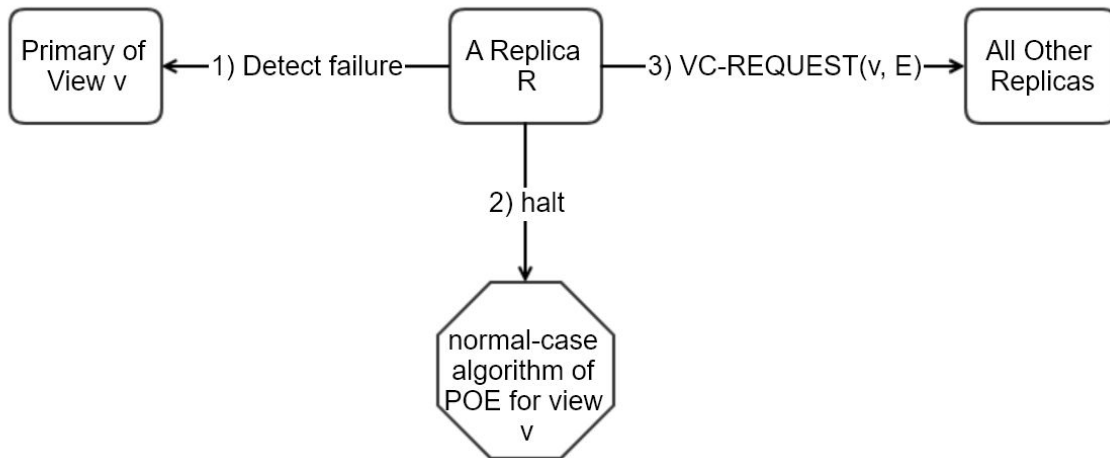 Primary of
View v
1) Detect failure
A Replica
R
3) VC-REQUEST(v, E)
All Other
Replicas
2) halt
normal-case
algorithm of
POE for view
v